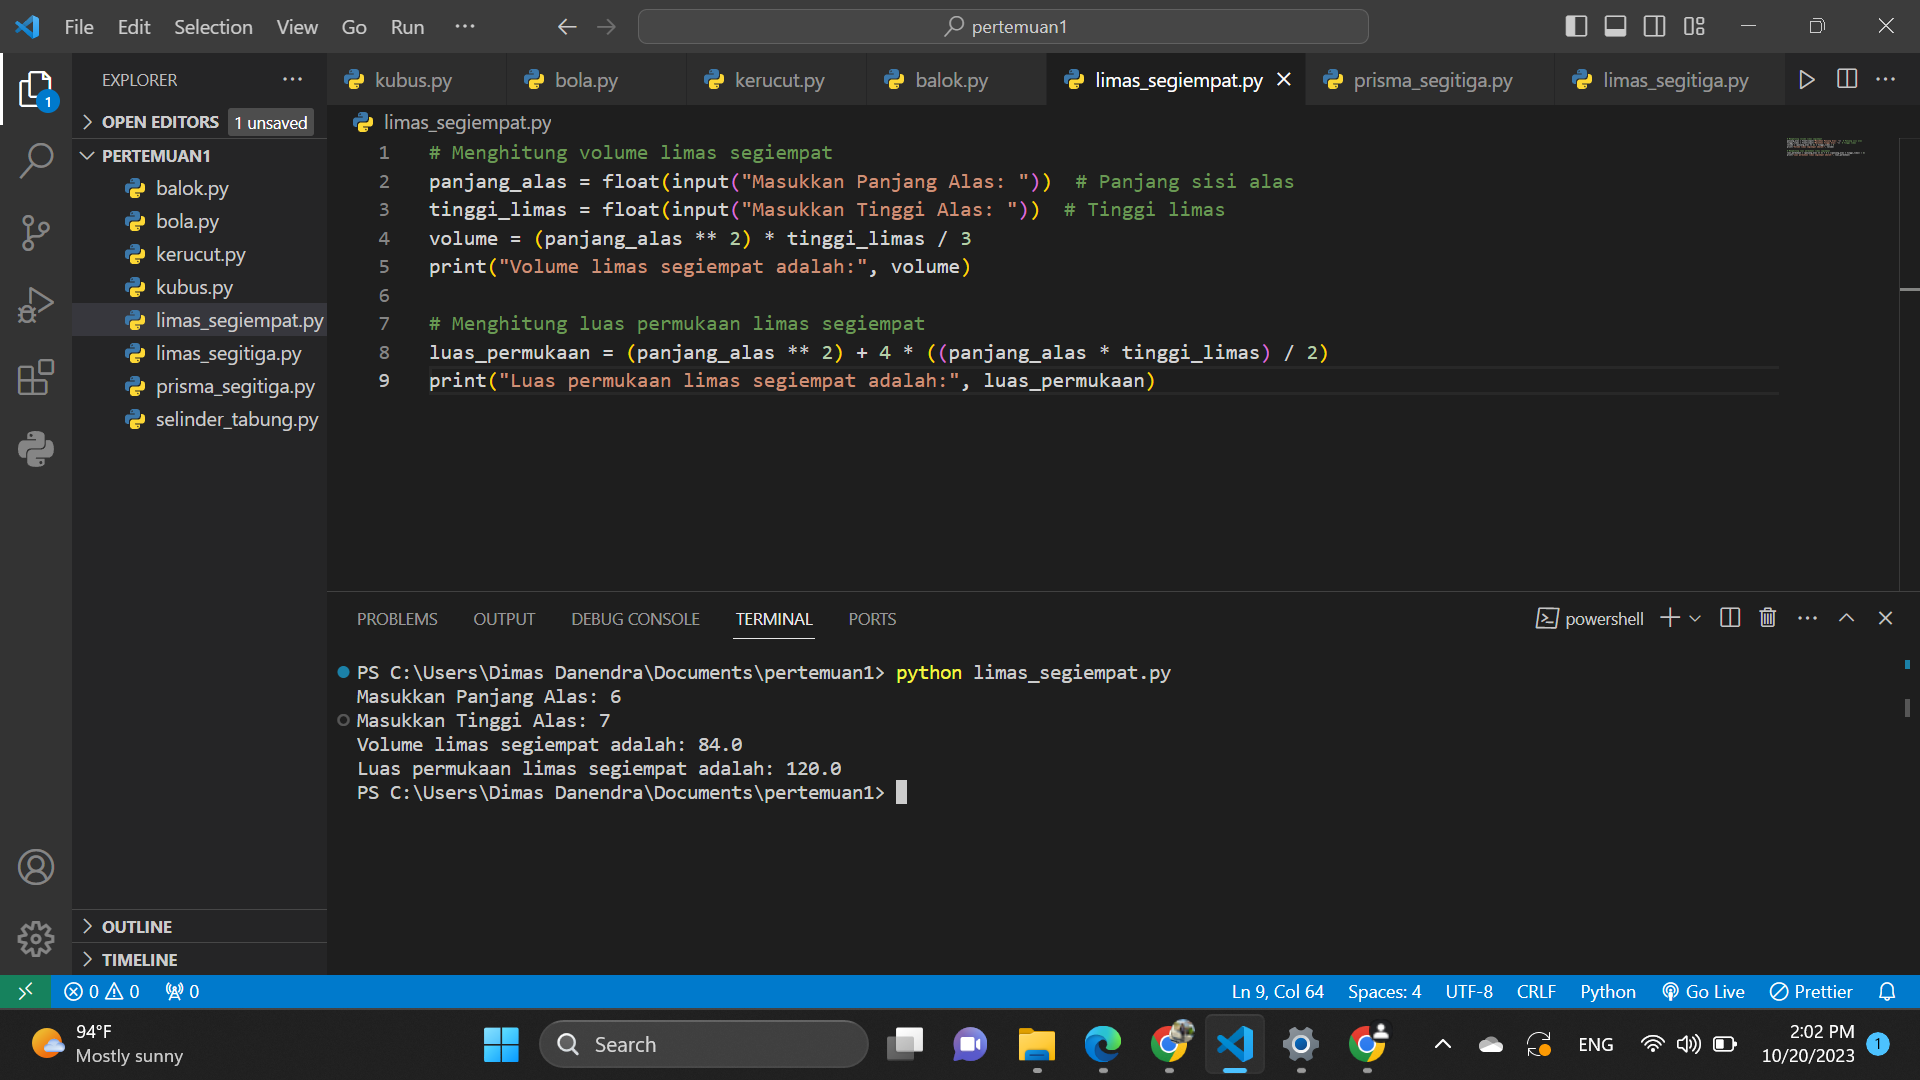 File Edit Selection View Go Run ··· pertemuan1
EXPLORER ···
kubus.py bola.py kerucut.py balok.py limas_segiempat.py prisma_segitiga.py limas_segitiga.py
OPEN EDITORS 1 unsaved
PERTEMUAN1
balok.py
bola.py
kerucut.py
kubus.py
limas_segiempat.py
limas_segitiga.py
prisma_segitiga.py
selinder_tabung.py
OUTLINE
TIMELINE
limas_segiempat.py
1 # Menghitung volume limas segiempat
2 panjang_alas = float(input("Masukkan Panjang Alas: ")) # Panjang sisi alas
3 tinggi_limas = float(input("Masukkan Tinggi Alas: ")) # Tinggi limas
4 volume = (panjang_alas ** 2) * tinggi_limas / 3
5 print("Volume limas segiempat adalah:", volume)
6
7 # Menghitung luas permukaan limas segiempat
8 luas_permukaan = (panjang_alas ** 2) + 4 * ((panjang_alas * tinggi_limas) / 2)
9 print("Luas permukaan limas segiempat adalah:", luas_permukaan)
PROBLEMS OUTPUT DEBUG CONSOLE TERMINAL PORTS powershell
PS C:\Users\Dimas Danendra\Documents\pertemuan1> python limas_segiempat.py
Masukkan Panjang Alas: 6
Masukkan Tinggi Alas: 7
Volume limas segiempat adalah: 84.0
Luas permukaan limas segiempat adalah: 120.0
PS C:\Users\Dimas Danendra\Documents\pertemuan1>
0 0 0 Ln 9, Col 64 Spaces: 4 UTF-8 CRLF Python Go Live Prettier
94°F
Mostly sunny
Search
ENG
2:02 PM
10/20/2023
1
1